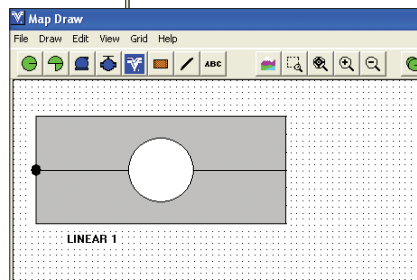 Map Draw
File Draw Edit View Grid Help
ABC
LINEAR 1